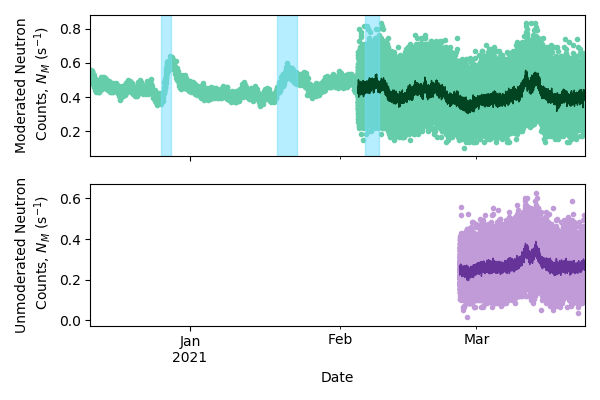 Moderated Neutron
Counts, N_M (s⁻¹)
0.8
0.6
0.4
0.2
Unmoderated Neutron
Counts, N_M (s⁻¹)
0.6
0.4
0.2
0.0
Jan
2021
Feb
Mar
Date